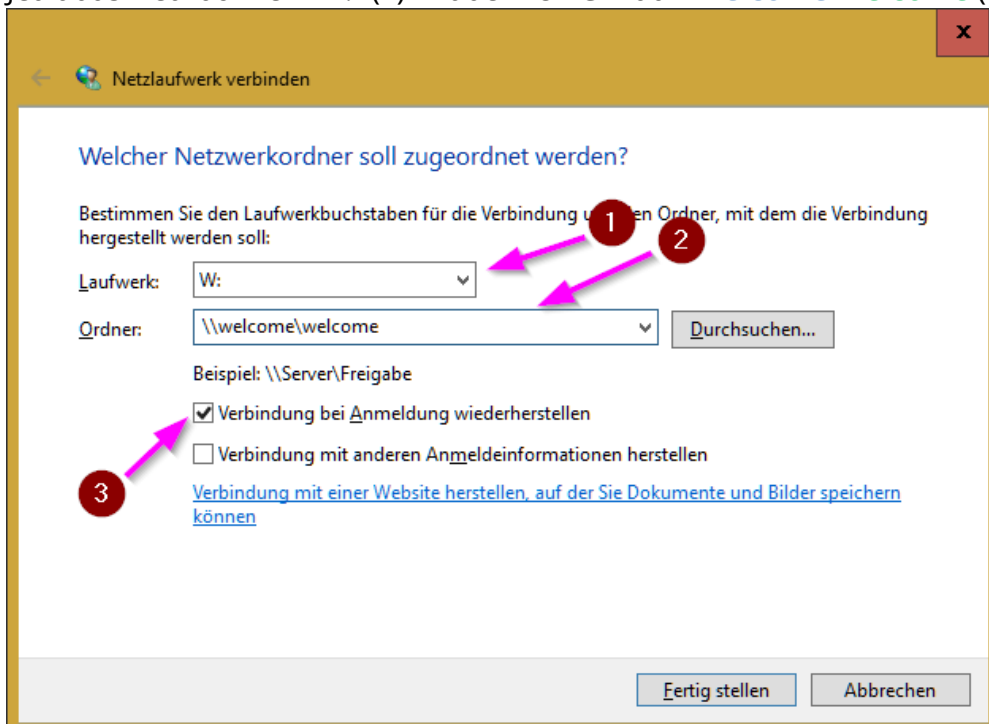 x
Netzlaufwerk verbinden
Welcher Netzwerkordner soll zugeordnet werden?
Bestimmen Sie den Laufwerkbuchstaben für die Verbindung Ordner, mit dem die Verbindung
hergestellt werden soll:
1
2
Laufwerk: W:
Ordner: \\welcome\welcome Durchsuchen...
Beispiel: \\Server\Freigabe
Verbindung bei Anmeldung wiederherstellen
Verbindung mit anderen Anmeldeinformationen herstellen
3
Verbindung mit einer Website herstellen, auf der Sie Dokumente und Bilder speichern
können
Fertig stellen Abbrechen